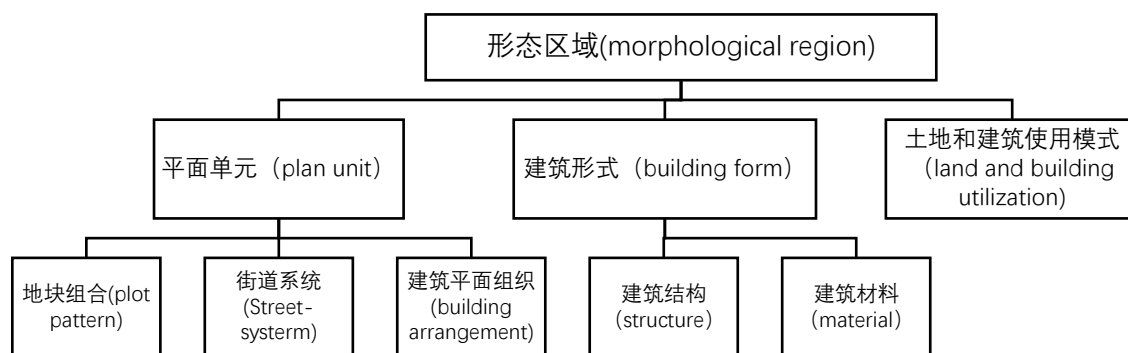 形态区域(morphological region)
平面单元（plan unit）
建筑形式（building form）
土地和建筑使用模式
（land and building
utilization)
地块组合(plot
pattern)
街道系统
(Street-
systerm)
建筑平面组织
(building
arrangement)
建筑结构
(structure）
建筑材料
（material）